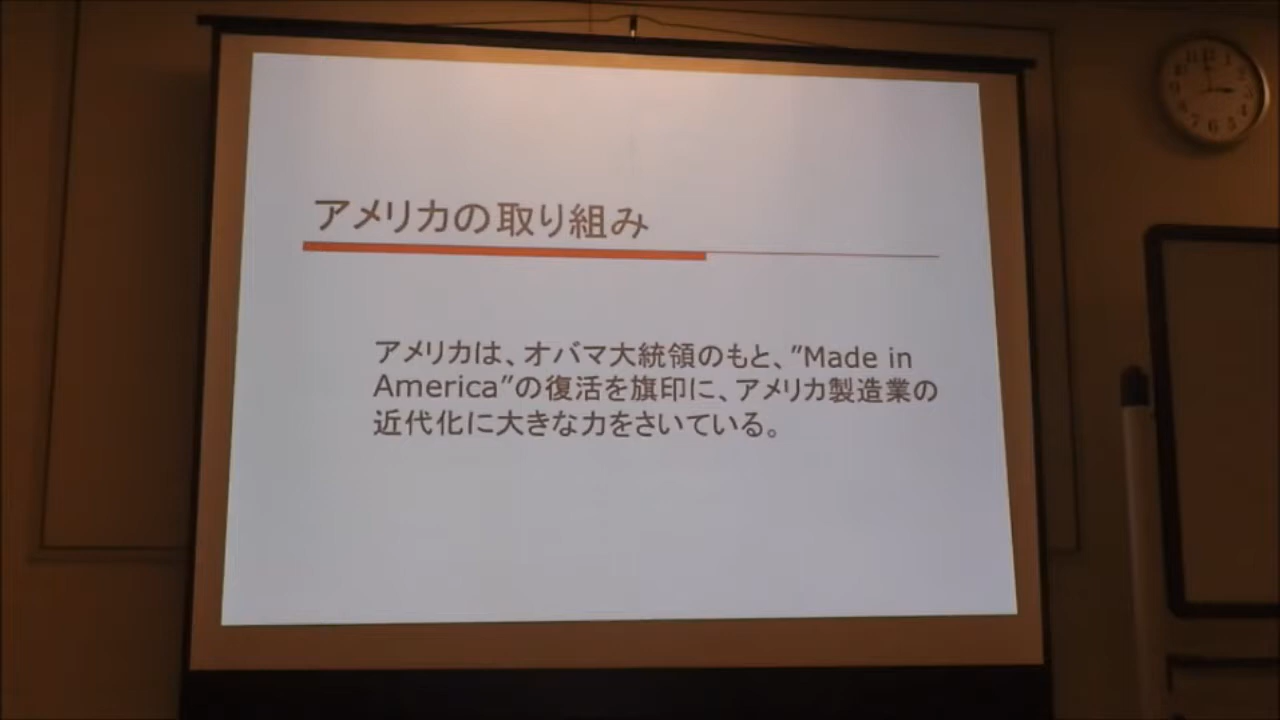 アメリカの取り組み
アメリカは、オバマ大統領のもと、”Made in
America”の復活を旗印に、アメリカ製造業の
近代化に大きな力をさいている。